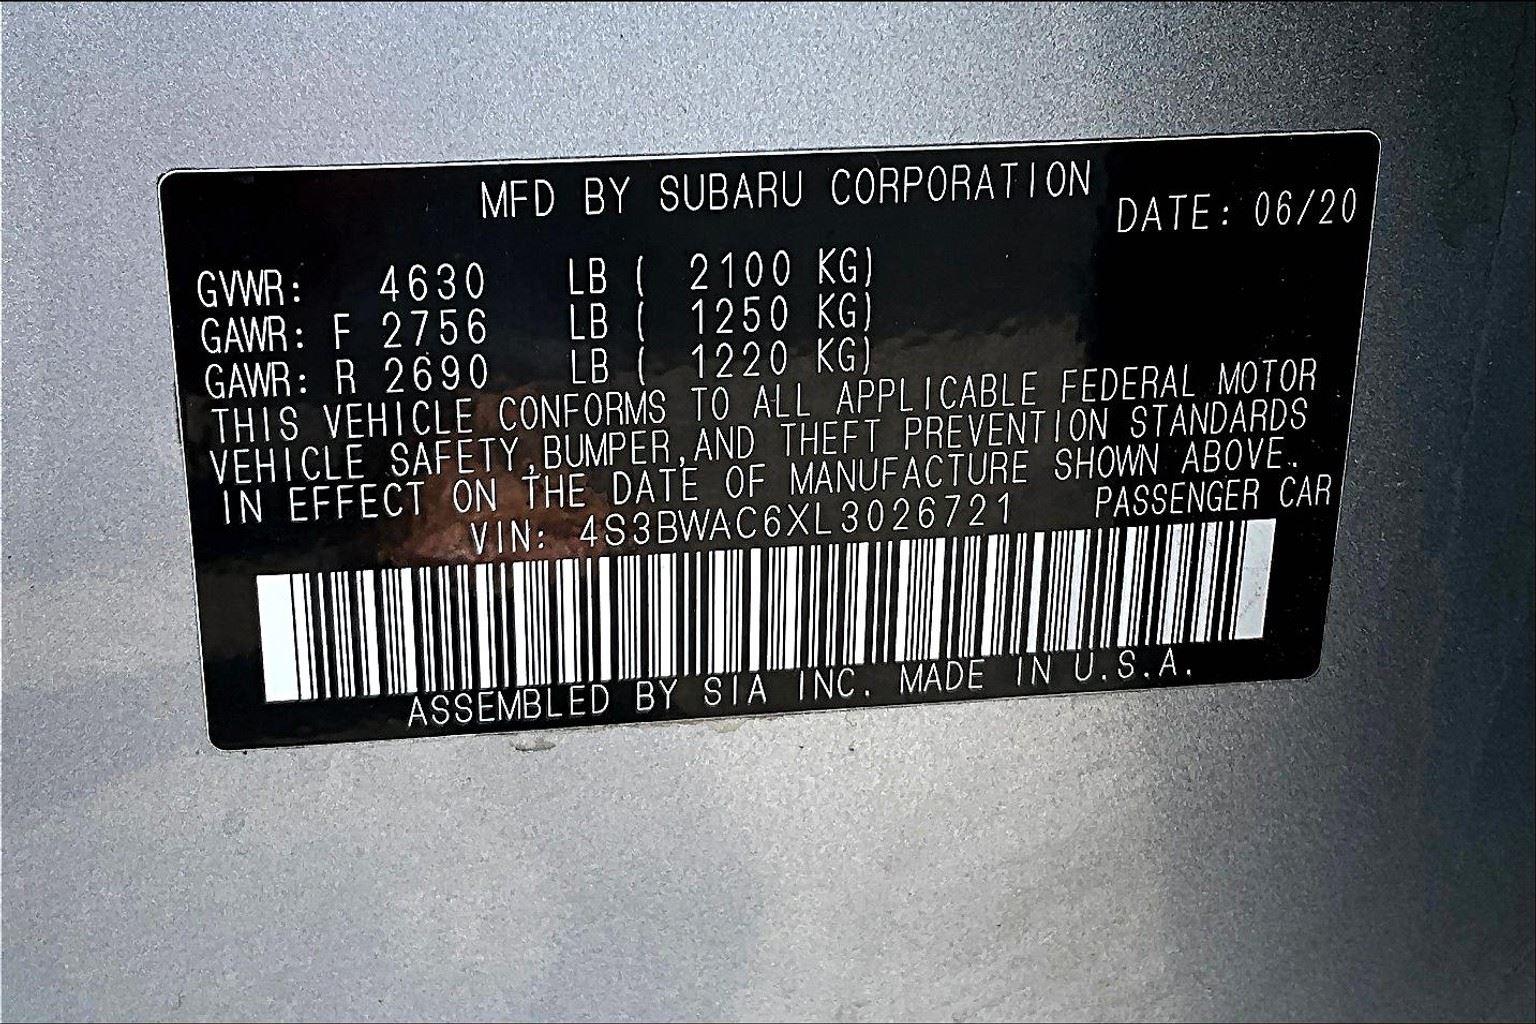 MFD BY SUBARU CORPORATION
DATE: 06/20
GVWR: 4630 LB ( 2100 KG)
GAWR: F 2756 LB ( 1250 KG)
GAWR: R 2690 LB ( 1220 KG)
THIS VEHICLE CONFORMS TO ALL APPLICABLE FEDERAL MOTOR
VEHICLE SAFETY,BUMPER,AND THEFT PREVENTION STANDARDS
IN EFFECT ON THE DATE OF MANUFACTURE SHOWN ABOVE.
VIN: 4S3BWAC6XL3026721 PASSENGER CAR
ASSEMBLED BY SIA INC. MADE IN U.S.A.